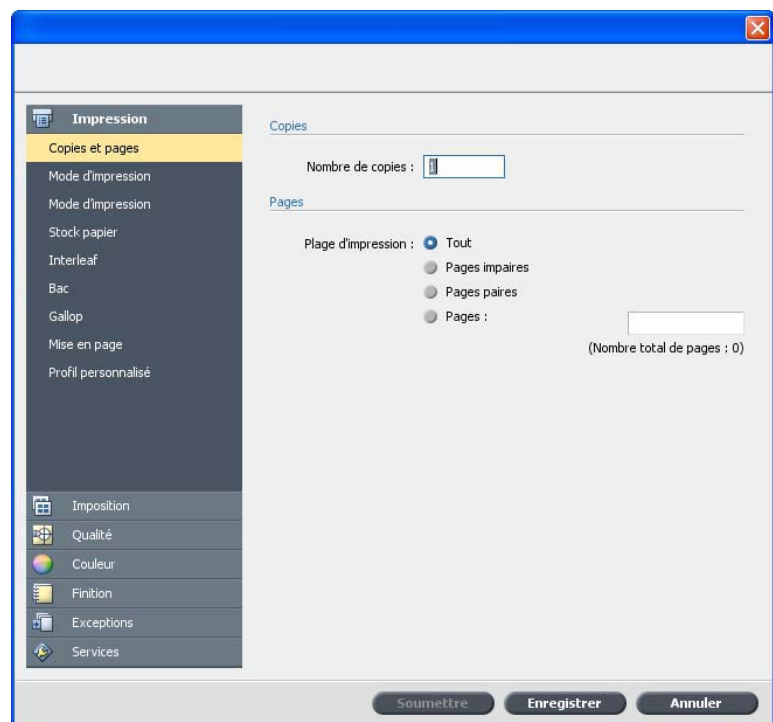 Impression
Copies et pages
Mode d'impression
Mode d'impression
Stock papier
Interleaf
Bac
Gallop
Mise en page
Profil personnalisé
Imposition
Qualité
Couleur
Finition
Exceptions
Services
Copies
Nombre de copies : 1
Pages
Plage d'impression : Tout
Pages impaires
Pages paires
Pages :
(Nombre total de pages : 0)
Soumettre Enregistrer Annuler